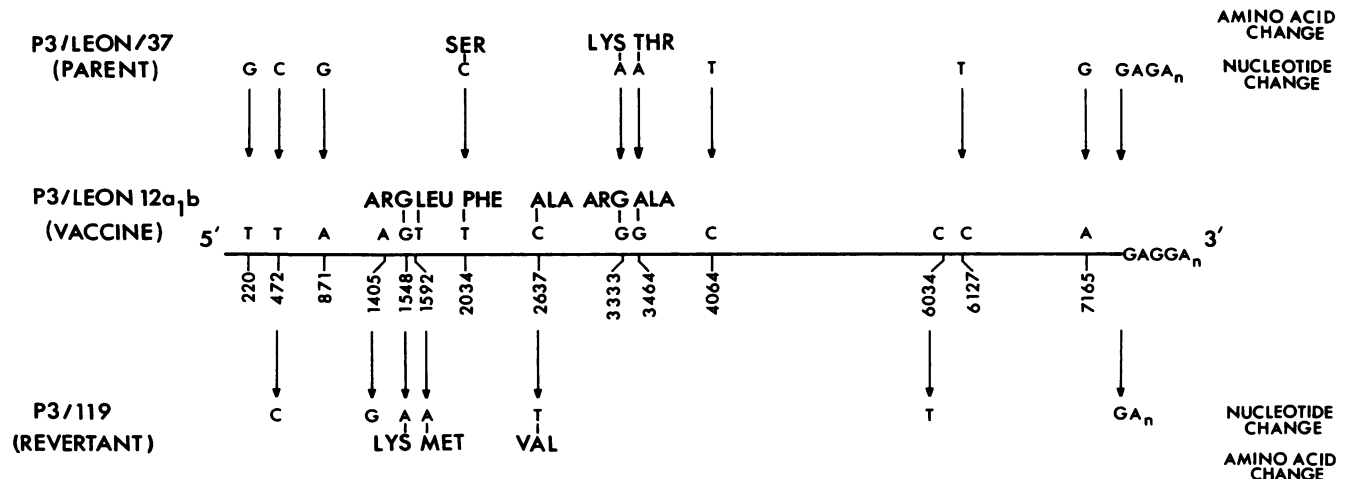 AMINO ACID
CHANGE
P3/LEON/37
(PARENT)
SER
LYS THR
G C G C A A T T G GAGAn
NUCLEOTIDE
CHANGE
P3/LEON 12a1b
(VACCINE)
ARG LEU PHE ALA ARG ALA
5′ T T A A G T T C G G C C C A GAGGAn 3′
220 472 871 1405 1548 1592 2034 2637 3333 3464 4064 6034 6127 7165
P3/119
(REVERTANT)
C G A A T T GAn
LYS MET VAL
NUCLEOTIDE
CHANGE
AMINO ACID
CHANGE